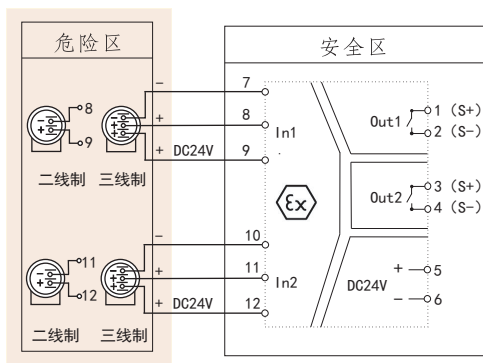 危险区
安全区
8
9
二线制
三线制
－ 7
＋ 8
＋ DC24V 9
In1
Out1
1 (S+)
2 (S-)
εx
Out2
3 (S+)
4 (S-)
11
12
二线制
三线制
－ 10
＋ 11
＋ DC24V 12
In2
DC24V
＋ 5
－ 6